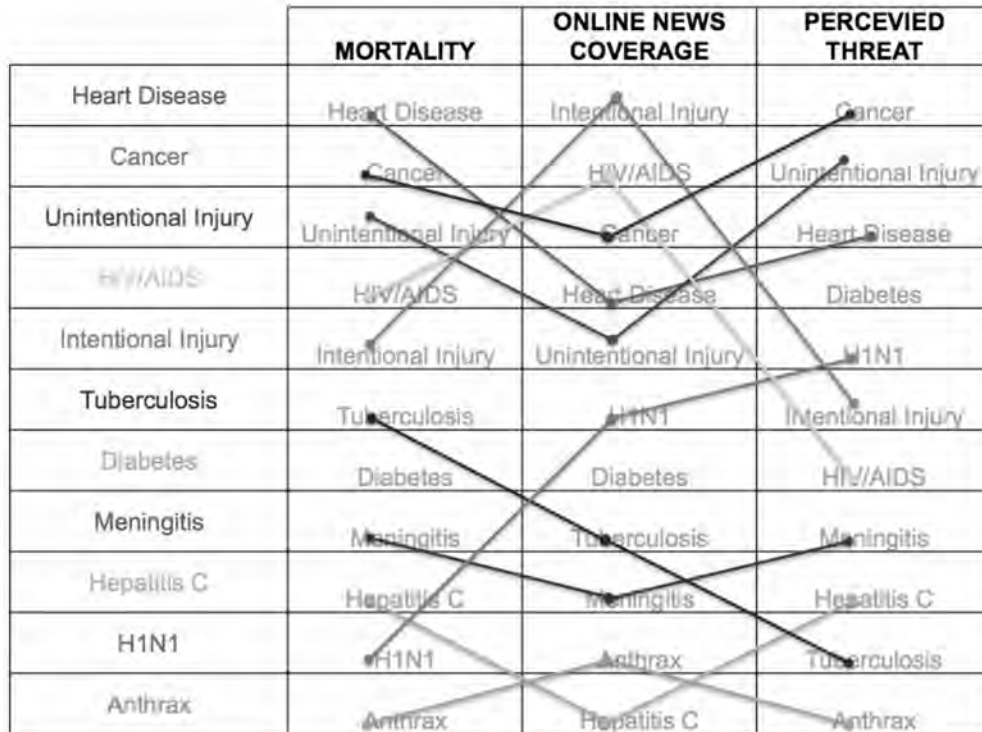 MORTALITY
ONLINE NEWS COVERAGE
PERCEVIED THREAT
Heart Disease
Heart Disease
Intentional Injury
Cancer
Cancer
Cancer
HIV/AIDS
Unintentional Injury
Unintentional Injury
Unintentional Injury
Cancer
Heart Disease
HIV/AIDS
HIV/AIDS
Heart Disease
Diabetes
Intentional Injury
Intentional Injury
Unintentional Injury
H1N1
Tuberculosis
Tuberculosis
H1N1
Intentional Injury
Diabetes
Diabetes
Diabetes
HIV/AIDS
Meningitis
Meningitis
Tuberculosis
Meningitis
Hepatitis C
Hepatitis C
Meningitis
Hepatitis C
H1N1
H1N1
Anthrax
Tuberculosis
Anthrax
Anthrax
Hepatitis C
Anthrax